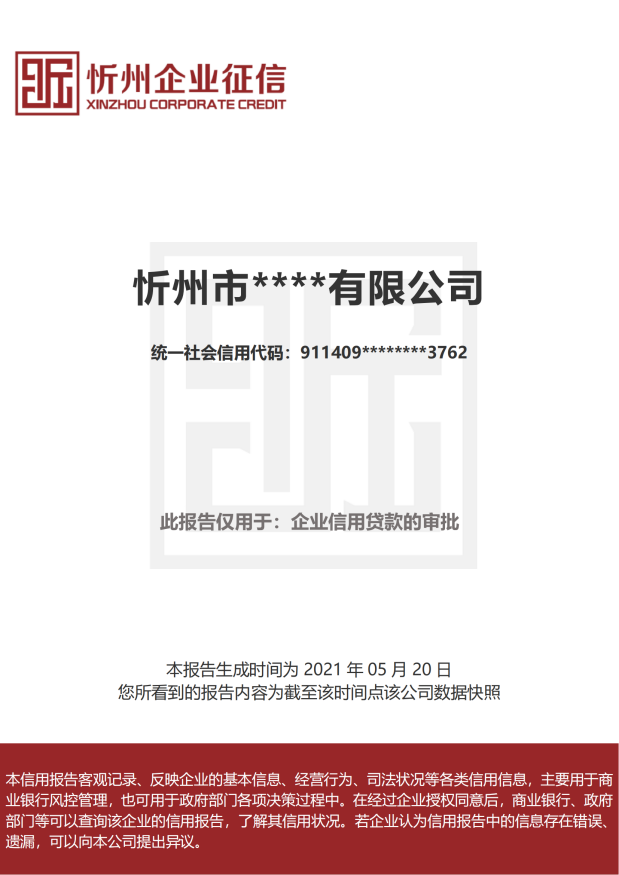 忻州企业征信
XINZHOU CORPORATE CREDIT
忻州市****有限公司
统一社会信用代码：911409********3762
此报告仅用于：企业信用贷款的审批
本报告生成时间为 2021 年 05 月 20 日
您所看到的报告内容为截至该时间点该公司数据快照
本信用报告客观记录、反映企业的基本信息、经营行为、司法状况等各类信用信息，主要用于商
业银行风控管理，也可用于政府部门各项决策过程中。在经过企业授权同意后，商业银行、政府
部门等可以查询该企业的信用报告，了解其信用状况。若企业认为信用报告中的信息存在错误、
遗漏，可以向本公司提出异议。